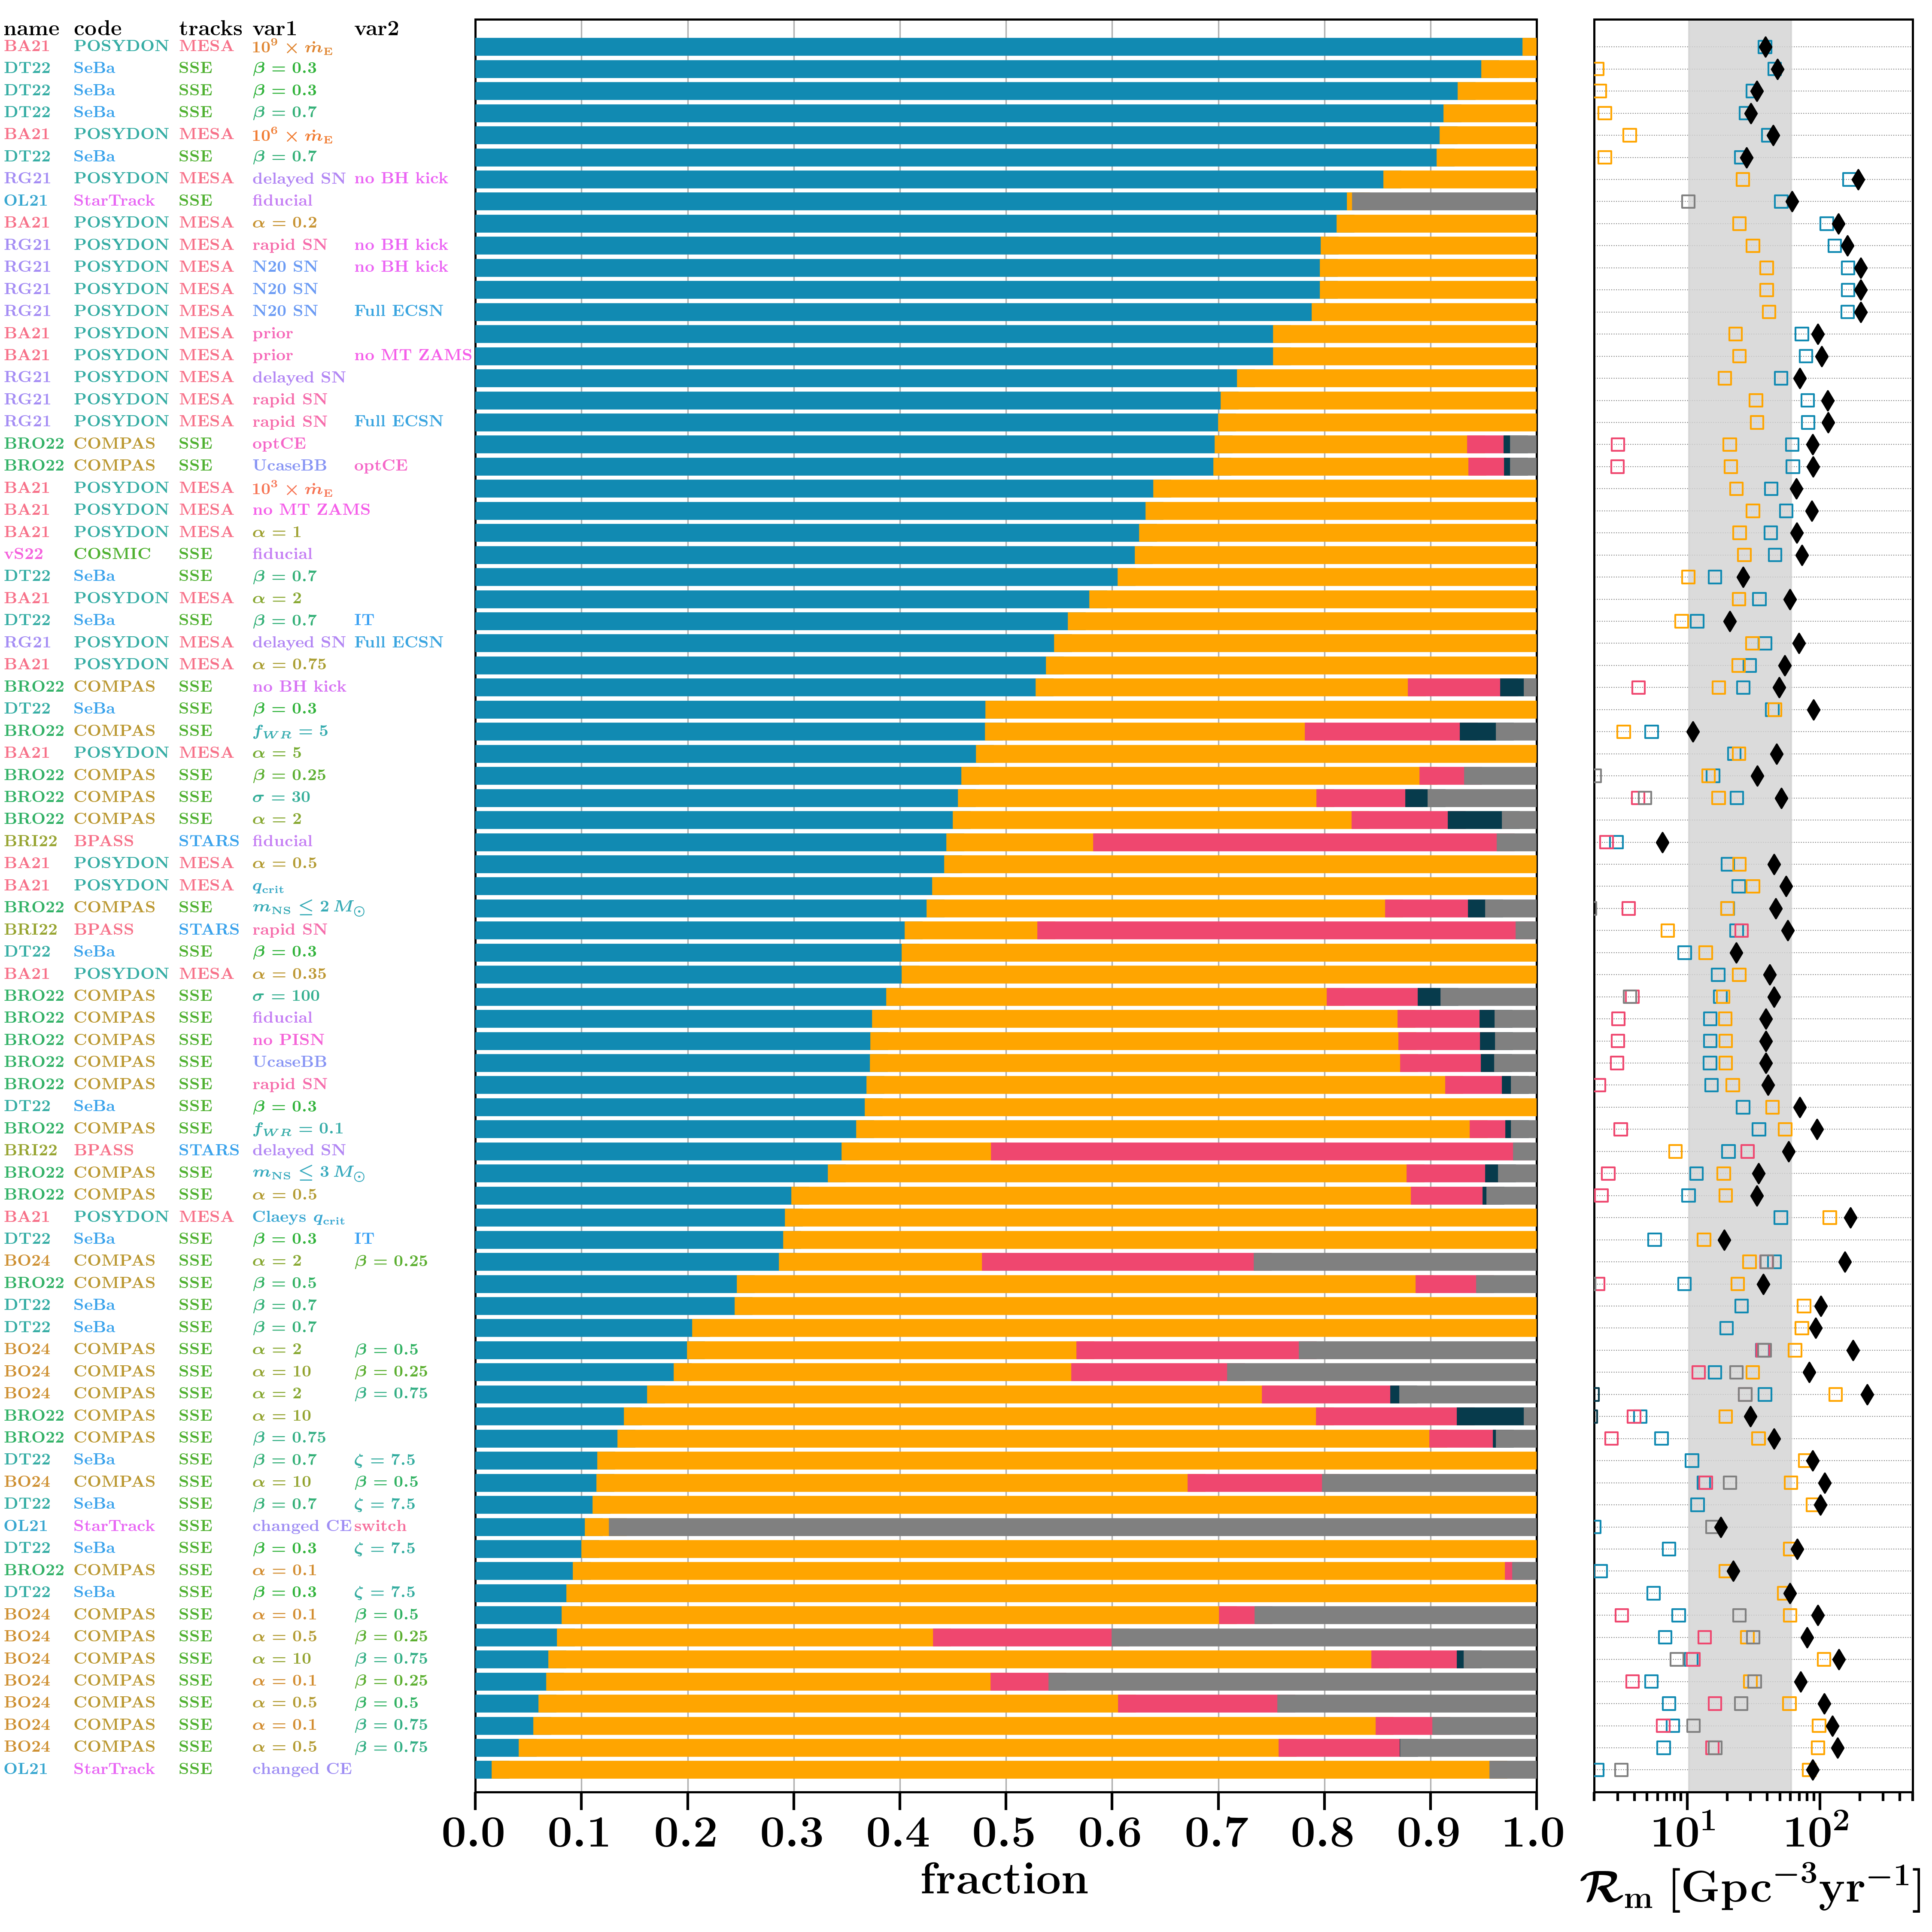 name code tracks var1 var2
BA21 POSYDON MESA 10⁹ × ṁ_E
DT22 SeBa SSE β = 0.3
DT22 SeBa SSE β = 0.3
DT22 SeBa SSE β = 0.7
BA21 POSYDON MESA 10⁶ × ṁ_E
DT22 SeBa SSE β = 0.7
RG21 POSYDON MESA delayed SN no BH kick
OL21 StarTrack SSE fiducial
BA21 POSYDON MESA α = 0.2
RG21 POSYDON MESA rapid SN no BH kick
RG21 POSYDON MESA N20 SN no BH kick
RG21 POSYDON MESA N20 SN
RG21 POSYDON MESA N20 SN Full ECSN
BA21 POSYDON MESA prior
BA21 POSYDON MESA prior no MT ZAMS
RG21 POSYDON MESA delayed SN
RG21 POSYDON MESA rapid SN
RG21 POSYDON MESA rapid SN Full ECSN
BRO22 COMPAS SSE optCE
BRO22 COMPAS SSE UcaseBB optCE
BA21 POSYDON MESA 10³ × ṁ_E
BA21 POSYDON MESA no MT ZAMS
BA21 POSYDON MESA α = 1
vS22 COSMIC SSE fiducial
DT22 SeBa SSE β = 0.7
BA21 POSYDON MESA α = 2
DT22 SeBa SSE β = 0.7 IT
RG21 POSYDON MESA delayed SN Full ECSN
BA21 POSYDON MESA α = 0.75
BRO22 COMPAS SSE no BH kick
DT22 SeBa SSE β = 0.3
BRO22 COMPAS SSE f_WR = 5
BA21 POSYDON MESA α = 5
BRO22 COMPAS SSE β = 0.25
BRO22 COMPAS SSE σ = 30
BRO22 COMPAS SSE α = 2
BRI22 BPASS STARS fiducial
BA21 POSYDON MESA α = 0.5
BA21 POSYDON MESA q_crit
BRO22 COMPAS SSE m_NS ≤ 2 M_⊙
BRI22 BPASS STARS rapid SN
DT22 SeBa SSE β = 0.3
BA21 POSYDON MESA α = 0.35
BRO22 COMPAS SSE σ = 100
BRO22 COMPAS SSE fiducial
BRO22 COMPAS SSE no PISN
BRO22 COMPAS SSE UcaseBB
BRO22 COMPAS SSE rapid SN
DT22 SeBa SSE β = 0.3
BRO22 COMPAS SSE f_WR = 0.1
BRI22 BPASS STARS delayed SN
BRO22 COMPAS SSE m_NS ≤ 3 M_⊙
BRO22 COMPAS SSE α = 0.5
BA21 POSYDON MESA Claeys q_crit
DT22 SeBa SSE β = 0.3 IT
BO24 COMPAS SSE α = 2 β = 0.25
BRO22 COMPAS SSE β = 0.5
DT22 SeBa SSE β = 0.7
DT22 SeBa SSE β = 0.7
BO24 COMPAS SSE α = 2 β = 0.5
BO24 COMPAS SSE α = 10 β = 0.25
BO24 COMPAS SSE α = 2 β = 0.75
BRO22 COMPAS SSE α = 10
BRO22 COMPAS SSE β = 0.75
DT22 SeBa SSE β = 0.7 ζ = 7.5
BO24 COMPAS SSE α = 10 β = 0.5
DT22 SeBa SSE β = 0.7 ζ = 7.5
OL21 StarTrack SSE changed CE switch
DT22 SeBa SSE β = 0.3 ζ = 7.5
BRO22 COMPAS SSE α = 0.1
DT22 SeBa SSE β = 0.3 ζ = 7.5
BO24 COMPAS SSE α = 0.1 β = 0.5
BO24 COMPAS SSE α = 0.5 β = 0.25
BO24 COMPAS SSE α = 10 β = 0.75
BO24 COMPAS SSE α = 0.1 β = 0.25
BO24 COMPAS SSE α = 0.5 β = 0.5
BO24 COMPAS SSE α = 0.1 β = 0.75
BO24 COMPAS SSE α = 0.5 β = 0.75
OL21 StarTrack SSE changed CE
0.0 0.1 0.2 0.3 0.4 0.5 0.6 0.7 0.8 0.9 1.0
fraction
10¹ 10²
ℛ_m [Gpc⁻³yr⁻¹]